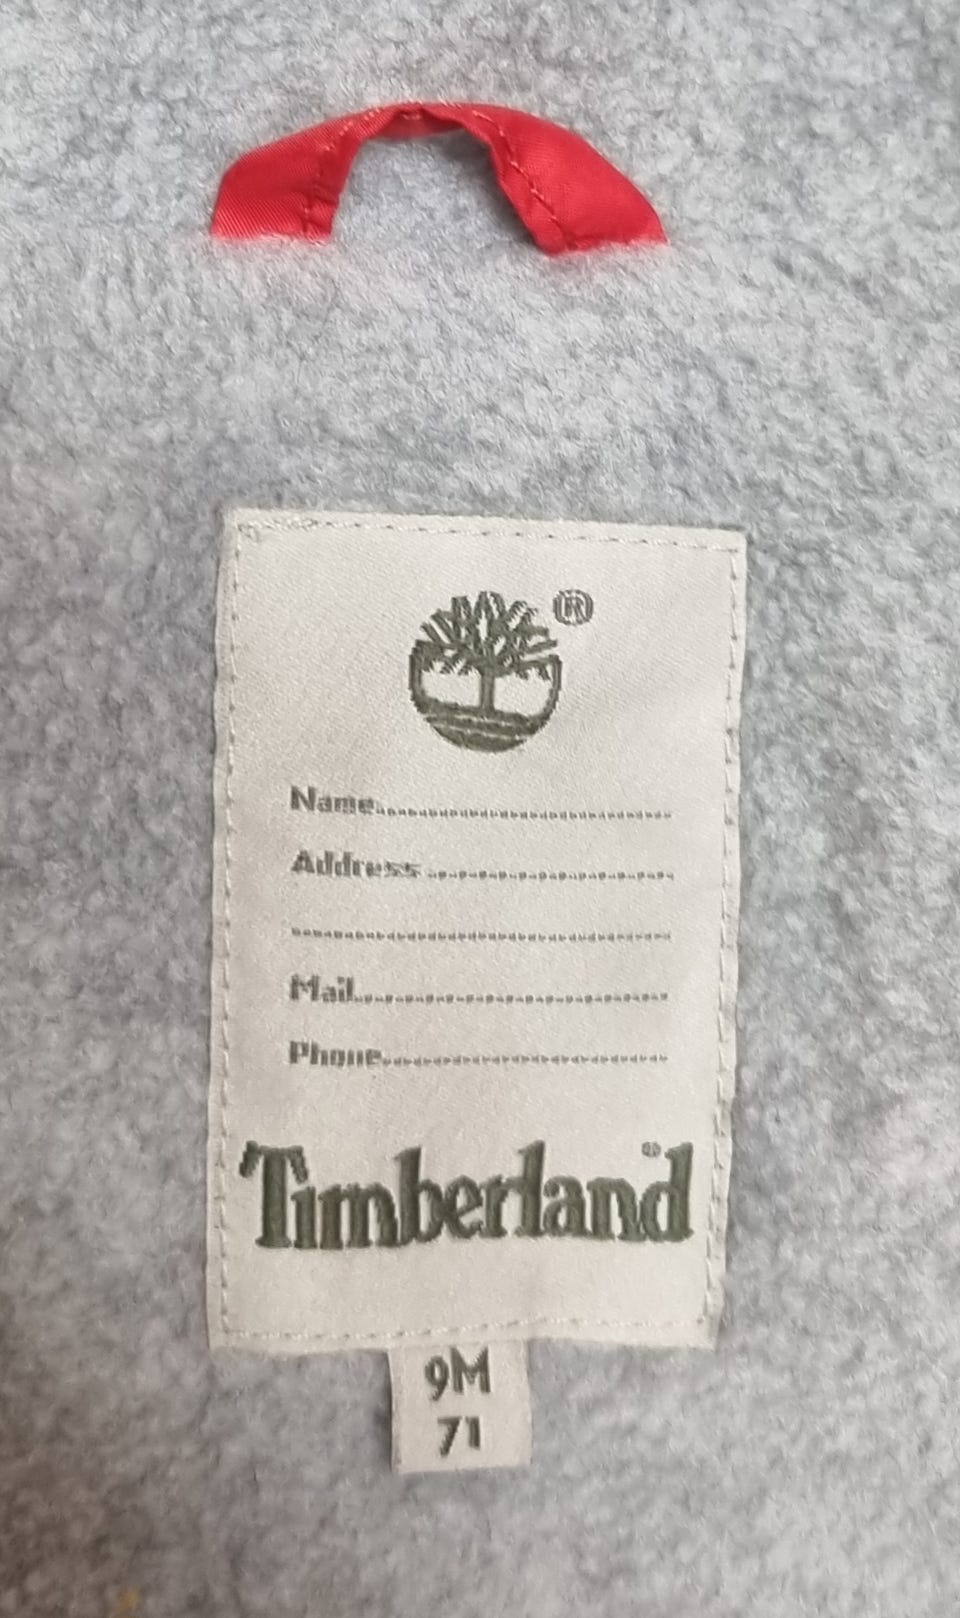 ®
Name..............................
Address..............................
..............................
Mail..............................
Phone..............................
Timberland®
9M
71